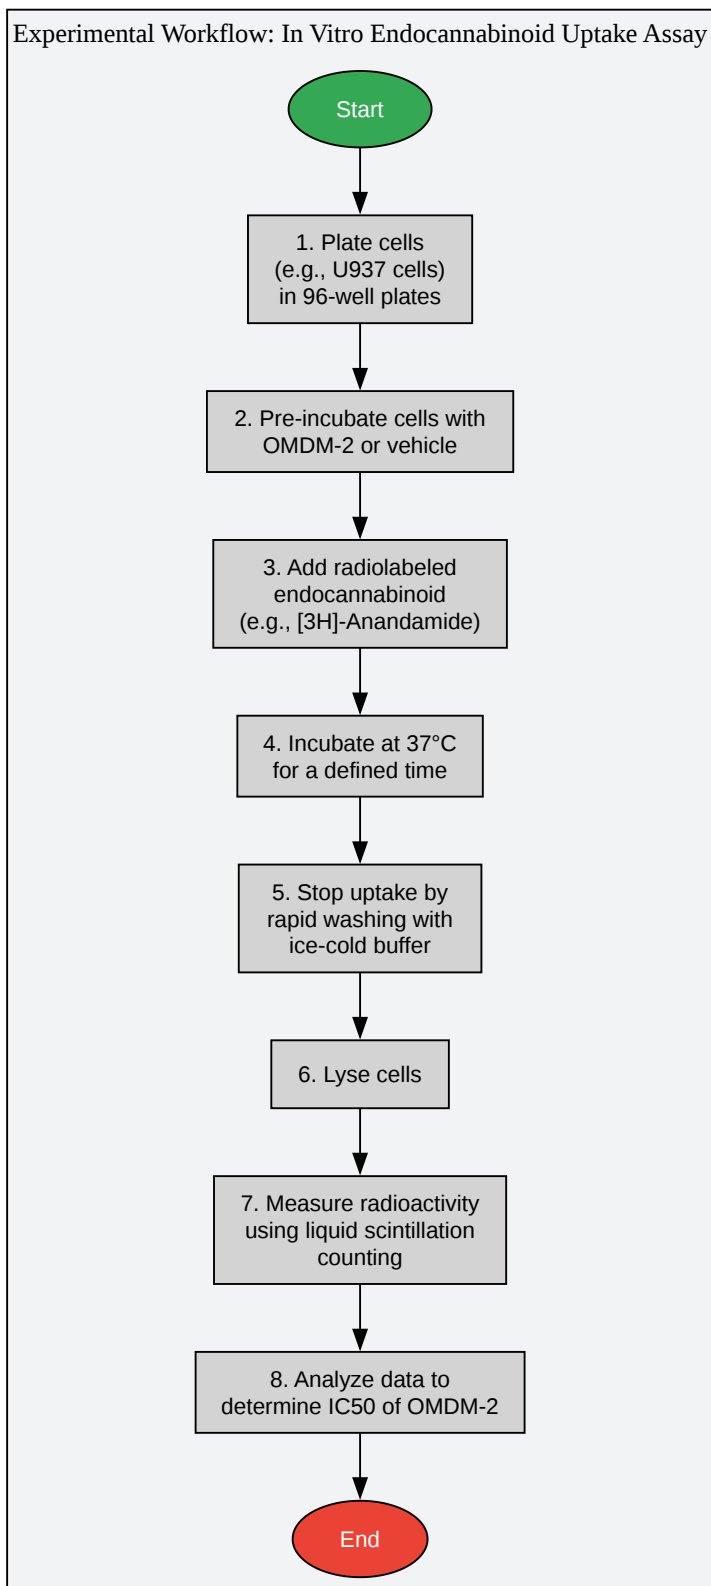 Experimental Workflow: In Vitro Endocannabinoid Uptake Assay
Start
1. Plate cells
(e.g., U937 cells)
in 96-well plates
2. Pre-incubate cells with
OMDM-2 or vehicle
3. Add radiolabeled
endocannabinoid
(e.g., [3H]-Anandamide)
4. Incubate at 37°C
for a defined time
5. Stop uptake by
rapid washing with
ice-cold buffer
6. Lyse cells
7. Measure radioactivity
using liquid scintillation
counting
8. Analyze data to
determine IC50 of OMDM-2
End